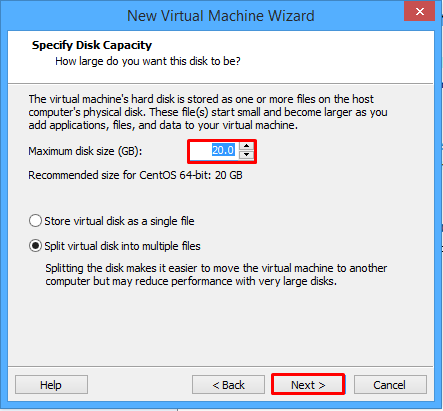 New Virtual Machine Wizard
Specify Disk Capacity
How large do you want this disk to be?
The virtual machine's hard disk is stored as one or more files on the host
computer's physical disk. These file(s) start small and become larger as you
add applications, files, and data to your virtual machine.
Maximum disk size (GB): 20.0
Recommended size for CentOS 64-bit: 20 GB
Store virtual disk as a single file
Split virtual disk into multiple files
Splitting the disk makes it easier to move the virtual machine to another
computer but may reduce performance with very large disks.
Help < Back Next > Cancel